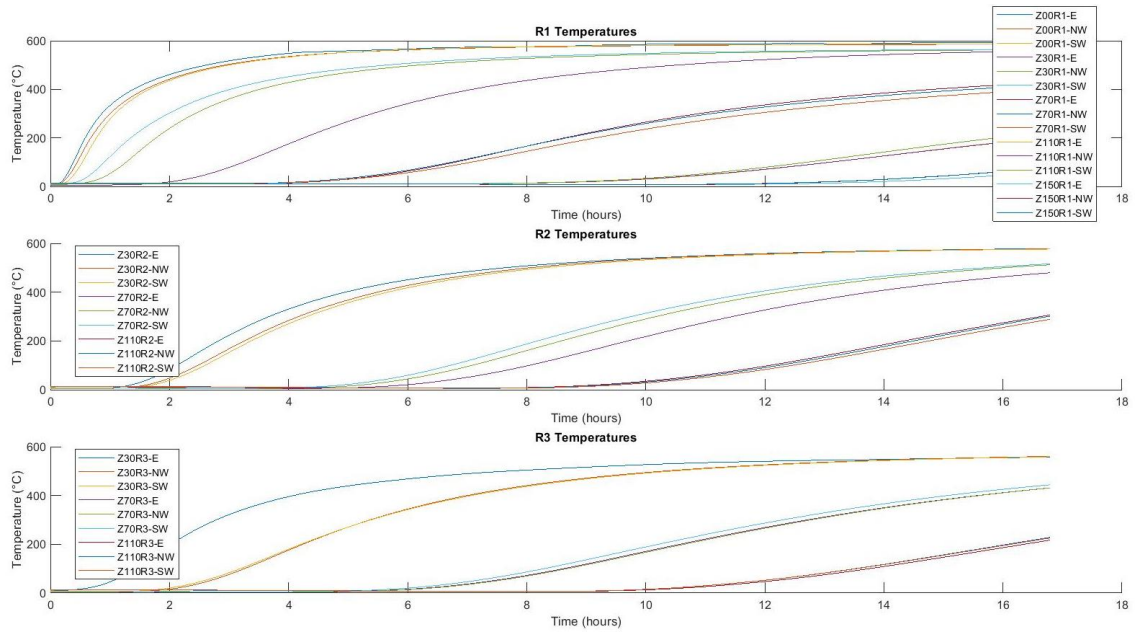 R1 Temperatures
600
400
200
0
Temperature (°C)
0 2 4 6 8 10 12 14 16 18
Time (hours)
Z00R1-E
Z00R1-NW
Z00R1-SW
Z30R1-E
Z30R1-NW
Z30R1-SW
Z70R1-E
Z70R1-NW
Z70R1-SW
Z110R1-E
Z110R1-NW
Z110R1-SW
Z150R1-E
Z150R1-NW
Z150R1-SW
R2 Temperatures
600
400
200
0
Temperature (°C)
0 2 4 6 8 10 12 14 16 18
Time (hours)
Z30R2-E
Z30R2-NW
Z30R2-SW
Z70R2-E
Z70R2-NW
Z70R2-SW
Z110R2-E
Z110R2-NW
Z110R2-SW
R3 Temperatures
600
400
200
0
Temperature (°C)
0 2 4 6 8 10 12 14 16 18
Time (hours)
Z30R3-E
Z30R3-NW
Z30R3-SW
Z70R3-E
Z70R3-NW
Z70R3-SW
Z110R3-E
Z110R3-NW
Z110R3-SW